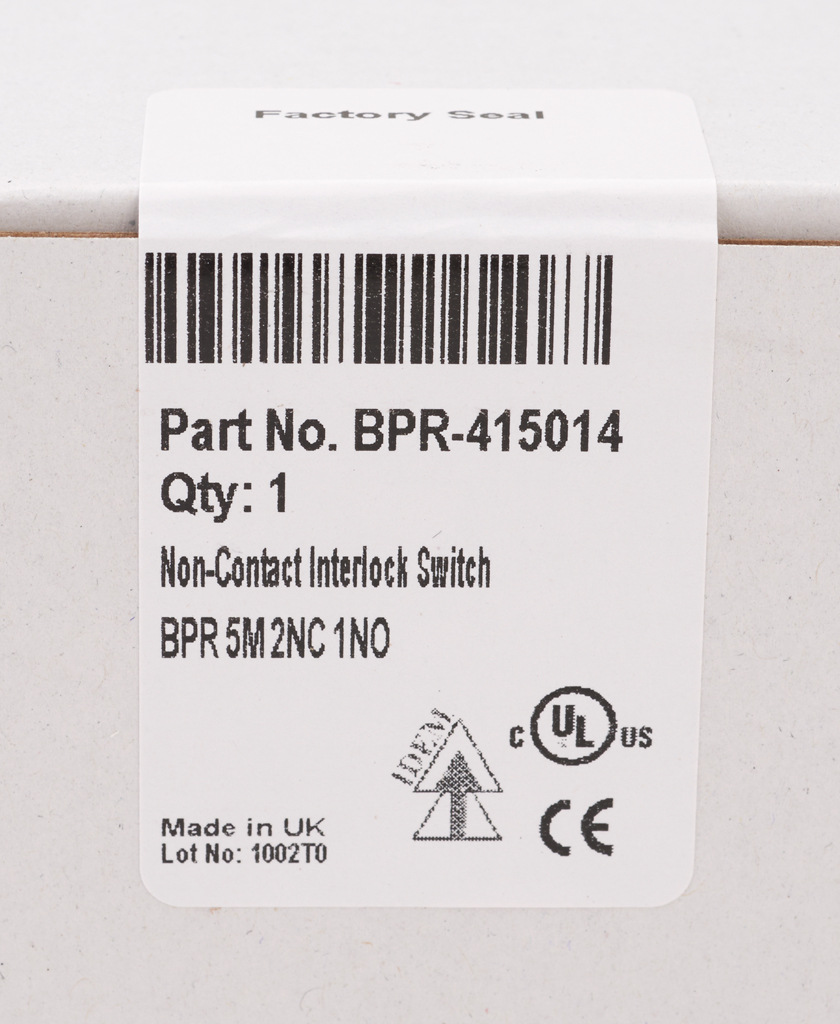 Factory Seal
Part No. BPR-415014
Qty: 1
Non-Contact Interlock Switch
BPR 5M 2NC 1NO
IDEM
C UL US
CE
Made in UK
Lot No: 1002T0